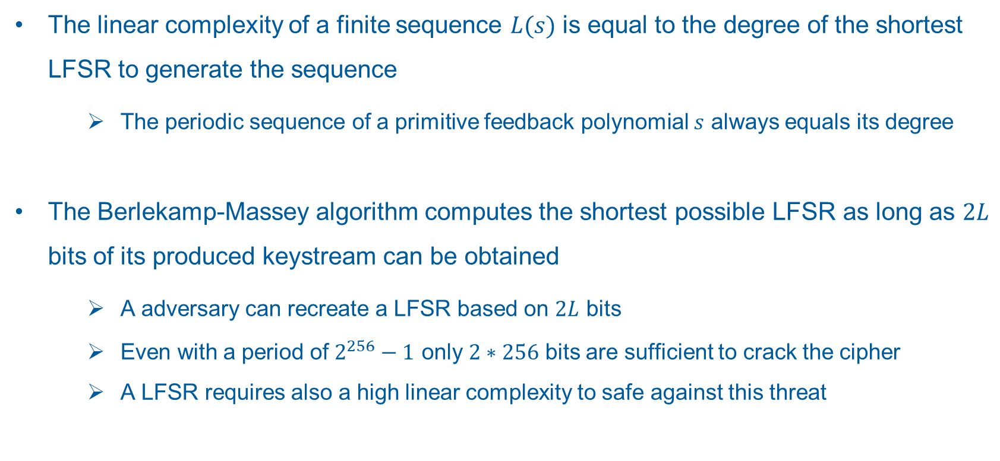 • The linear complexity of a finite sequence L(s) is equal to the degree of the shortest
LFSR to generate the sequence
➢ The periodic sequence of a primitive feedback polynomial s always equals its degree
• The Berlekamp-Massey algorithm computes the shortest possible LFSR as long as 2L
bits of its produced keystream can be obtained
➢ A adversary can recreate a LFSR based on 2L bits
➢ Even with a period of 2²⁵⁶ − 1 only 2 ∗ 256 bits are sufficient to crack the cipher
➢ A LFSR requires also a high linear complexity to safe against this threat